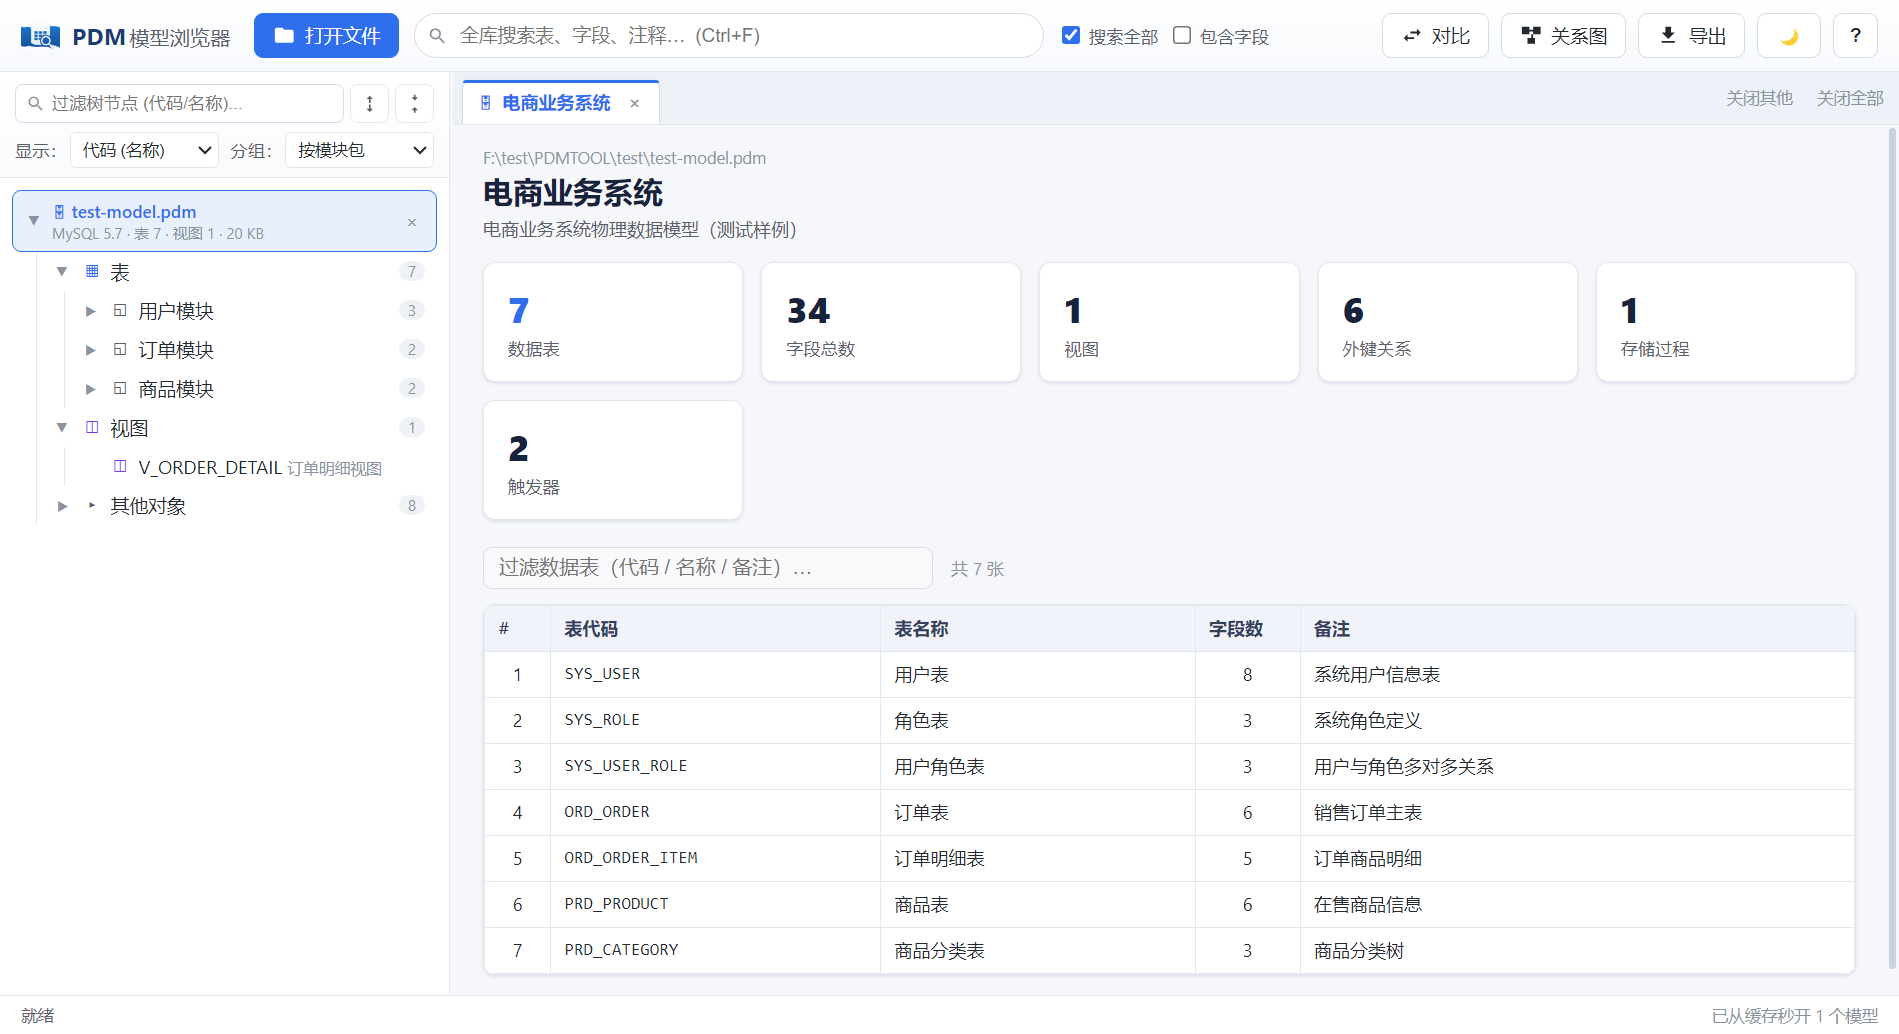 PDM 模型浏览器
打开文件
全库搜索表、字段、注释… (Ctrl+F)
搜索全部
包含字段
对比
关系图
导出
?
过滤树节点 (代码/名称)...
显示：
代码 (名称)
分组：
按模块包
test-model.pdm
×
MySQL 5.7 · 表 7 · 视图 1 · 20 KB
表 7
用户模块 3
订单模块 2
商品模块 2
视图 1
V_ORDER_DETAIL 订单明细视图
其他对象 8
电商业务系统 ×
关闭其他
关闭全部
F:\test\PDMTOOL\test\test-model.pdm
电商业务系统
电商业务系统物理数据模型（测试样例）
7
数据表
34
字段总数
1
视图
6
外键关系
1
存储过程
2
触发器
过滤数据表（代码 / 名称 / 备注）…
共 7 张
# 表代码 表名称 字段数 备注
1 SYS_USER 用户表 8 系统用户信息表
2 SYS_ROLE 角色表 3 系统角色定义
3 SYS_USER_ROLE 用户角色表 3 用户与角色多对多关系
4 ORD_ORDER 订单表 6 销售订单主表
5 ORD_ORDER_ITEM 订单明细表 5 订单商品明细
6 PRD_PRODUCT 商品表 6 在售商品信息
7 PRD_CATEGORY 商品分类表 3 商品分类树
就绪
已从缓存秒开 1 个模型